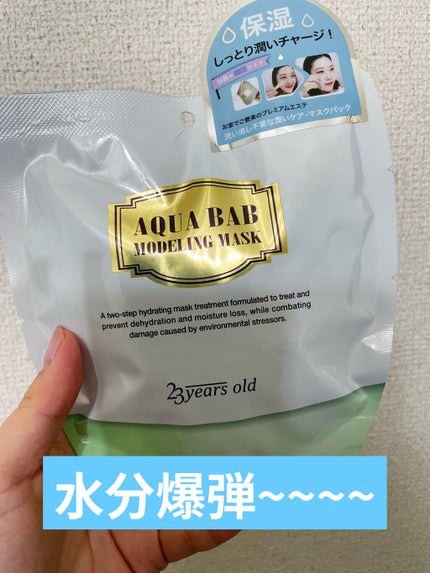 保湿
しっとり潤いチャージ！
お家でご褒美のプレミアムエステ
洗い流し不要な潤いケア・マスクパック
AQUA BAB
MODELING MASK
A two-step hydrating mask treatment formulated to treat and
prevent dehydration and moisture loss, while combating
damage caused by environmental stressors.
23years old
水分爆弾~~~~